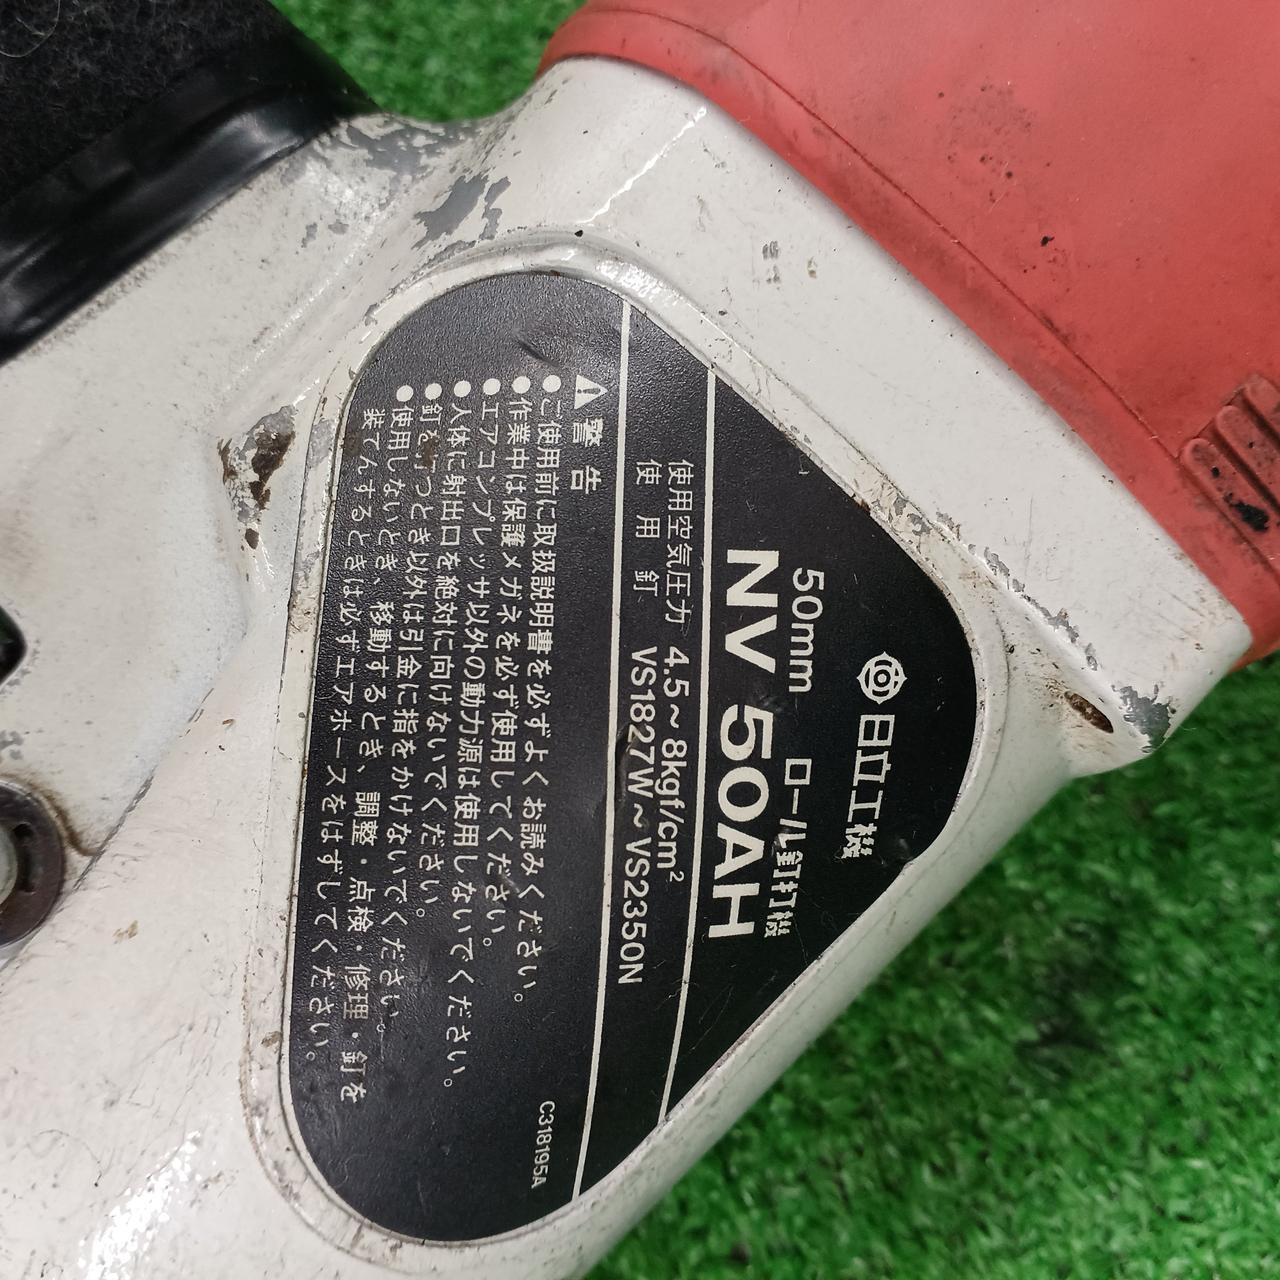 日立工機
50mm ロール釘打機
NV 50AH
使用空気圧力 4.5~8kgf/cm²
使用釘 VS1827W~VS2350N
⚠警告
●ご使用前に取扱説明書を必ずよくお読みください。
●作業中は保護メガネを必ず使用してください。
●エアコンプレッサ以外の動力源は使用しないでください。
●人体に射出口を絶対に向けないでください。
●釘を打つとき以外は引金に指をかけないでください。
●使用しないとき、移動するとき、調整・点検・修理・釘を
装てんするときは必ずエアホースをはずしてください。
C318195A